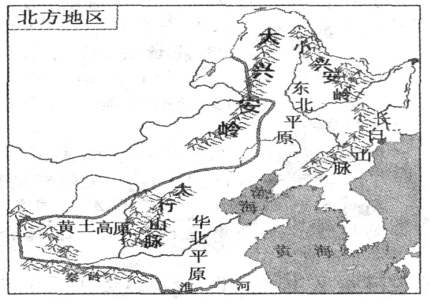 北方地区
大兴安岭
小兴安岭
东北平原
长白山脉
太行山脉
黄土高原
华北平原
渤海
黄海
秦岭
淮河